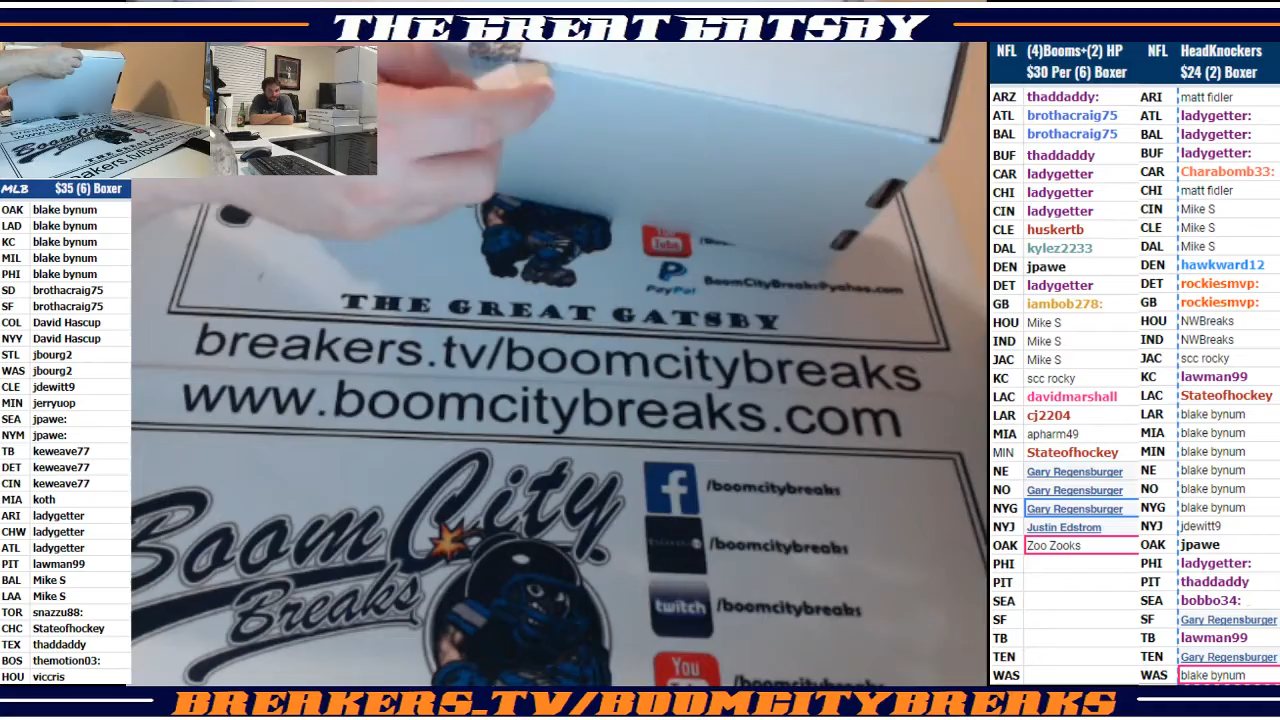 THE GREAT GATSBY
MLB $35 (6) Boxer
OAK blake bynum
LAD blake bynum
KC blake bynum
MIL blake bynum
PHI blake bynum
SD brothacraig75
SF brothacraig75
COL David Hascup
NYY David Hascup
STL jbourg2
WAS jbourg2
CLE jdewitt9
MIN jerryuop
SEA jpawe:
NYM jpawe:
TB keweave77
DET keweave77
CIN keweave77
MIA koth
ARI ladygetter
CHW ladygetter
ATL ladygetter
PIT lawman99
BAL Mike S
LAA Mike S
TOR snazzu88:
CHC Stateofhockey
TEX thaddaddy
BOS themotion03:
HOU viccris
You
PayPal BoomCityBreaks@yahoo.com
THE GREAT GATSBY
breakers.tv/boomcitybreaks
www.boomcitybreaks.com
Boom City
Breaks
f /boomcitybreaks
/boomcitybreaks
twitch /boomcitybreaks
You /boomcitybreaks
NFL (4)Booms+(2) HP NFL HeadKnockers
$30 Per (6) Boxer $24 (2) Boxer
ARZ thaddaddy: ARI matt fidler
ATL brothacraig75 ATL ladygetter:
BAL brothacraig75 BAL ladygetter:
BUF thaddaddy BUF ladygetter:
CAR ladygetter CAR Charabomb33:
CHI ladygetter CHI matt fidler
CIN ladygetter CIN Mike S
CLE huskertb CLE Mike S
DAL kylez2233 DAL Mike S
DEN jpawe DEN hawkward12
DET ladygetter DET rockiesmvp:
GB iambob278: GB rockiesmvp:
HOU Mike S HOU NWBreaks
IND Mike S IND NWBreaks
JAC Mike S JAC scc rocky
KC scc rocky KC lawman99
LAC davidmarshall LAC Stateofhockey
LAR cj2204 LAR blake bynum
MIA apharm49 MIA blake bynum
MIN Stateofhockey MIN blake bynum
NE Gary Regensburger NE blake bynum
NO Gary Regensburger NO blake bynum
NYG Gary Regensburger NYG blake bynum
NYJ Justin Edstrom NYJ jdewitt9
OAK Zoo Zooks OAK jpawe
PHI PHI ladygetter:
PIT PIT thaddaddy
SEA SEA bobbo34:
SF SF Gary Regensburger
TB TB lawman99
TEN TEN Gary Regensburger
WAS WAS blake bynum
BREAKERS.TV/BOOMCITYBREAKS